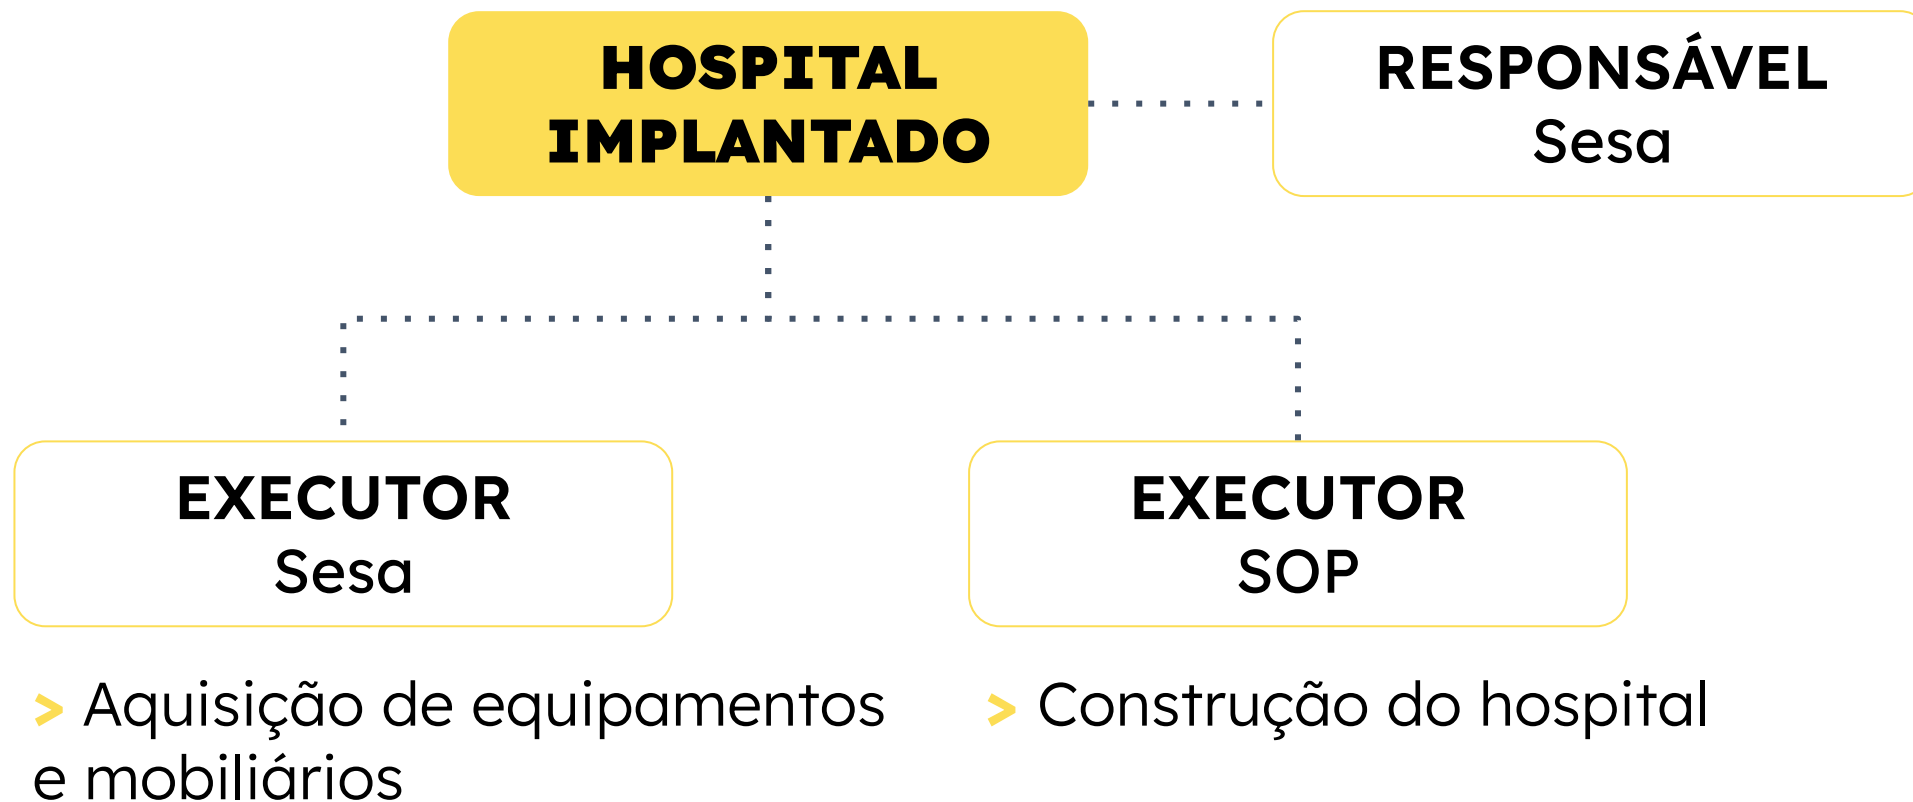 HOSPITAL
IMPLANTADO
RESPONSÁVEL
Sesa
EXECUTOR
Sesa
> Aquisição de equipamentos
e mobiliários
EXECUTOR
SOP
> Construção do hospital